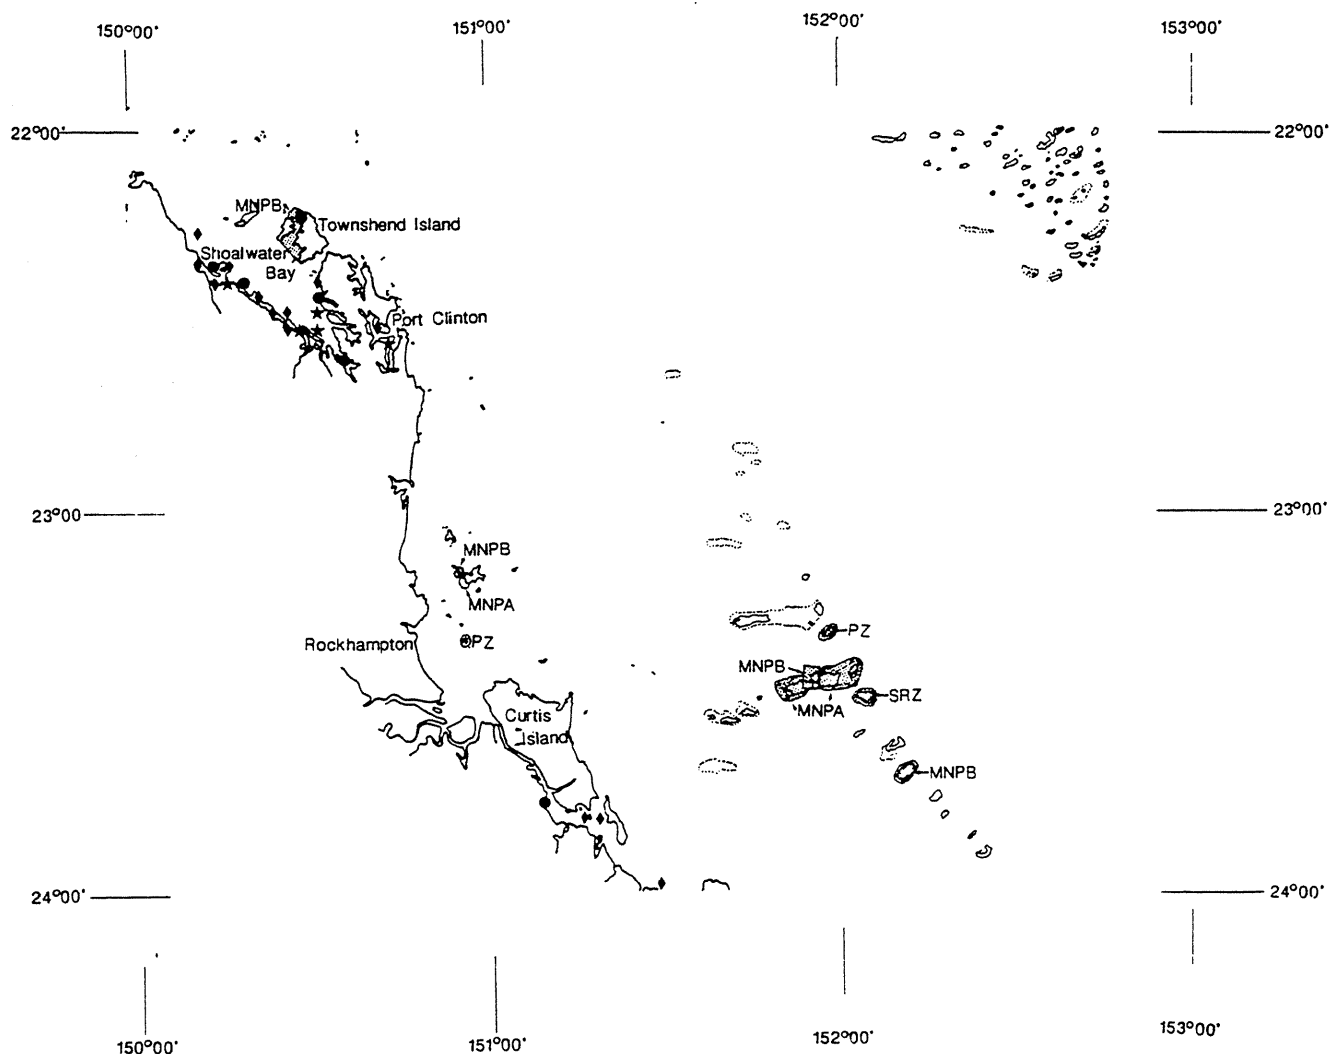 150°00'
151°00'
152°00'
153°00'
22°00'
22°00'
MNPB
Townshend Island
Shoalwater
Bay
Port Clinton
23°00
23°00'
MNPB
MNPA
PZ
Rockhampton
PZ
MNPB
MNPA
SRZ
Curtis
Island
MNPB
24°00'
24°00'
150°00'
151°00'
152°00'
153°00'